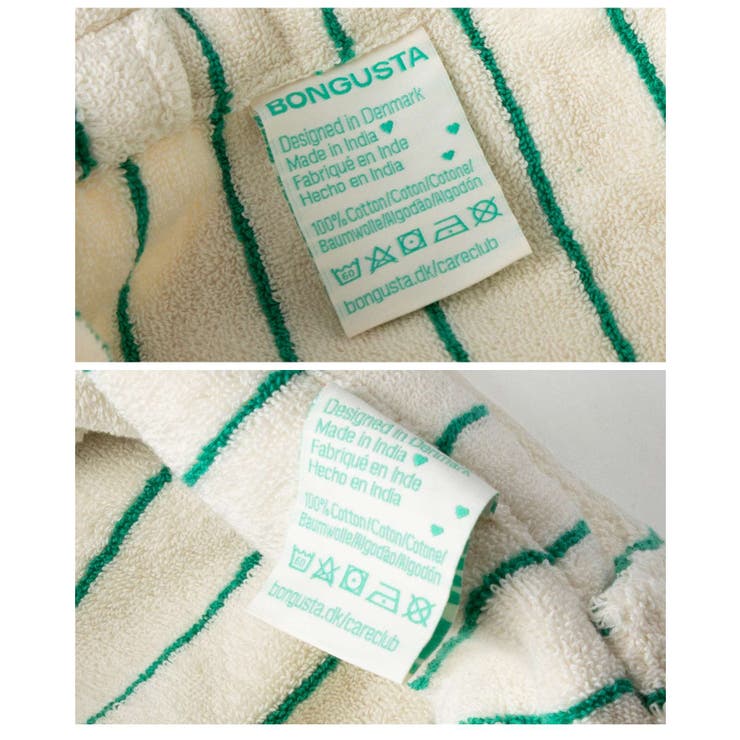 BONGUSTA
Designed in Denmark
Made in India
Fabriqué en Inde
Hecho en India
100% Cotton/Coton/Cotone/
Baumwolle/Algodão/Algodón
60
bongusta.dk/careclub
Designed in Denmark
Made in India
Fabriqué en Inde
Hecho en India
100% Cotton/Coton/Cotone/
Baumwolle/Algodão/Algodón
60
bongusta.dk/careclub